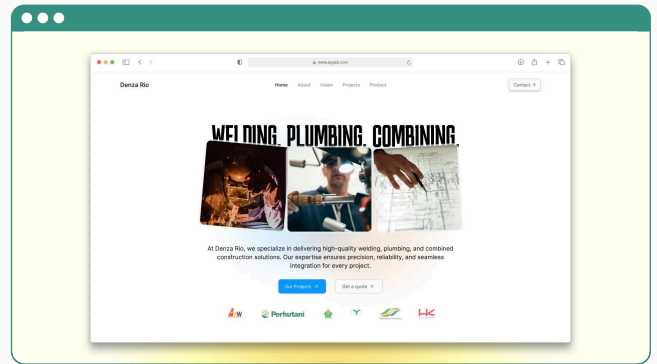 www.ayyaz.com
Denza Rio
Home About Vision Projects Product
Contact
WELDING. PLUMBING. COMBINING.
At Denza Rio, we specialize in delivering high-quality welding, plumbing, and combined
construction solutions. Our expertise ensures precision, reliability, and seamless
integration for every project.
Our Projects
Get a quote
Perhutani
HK